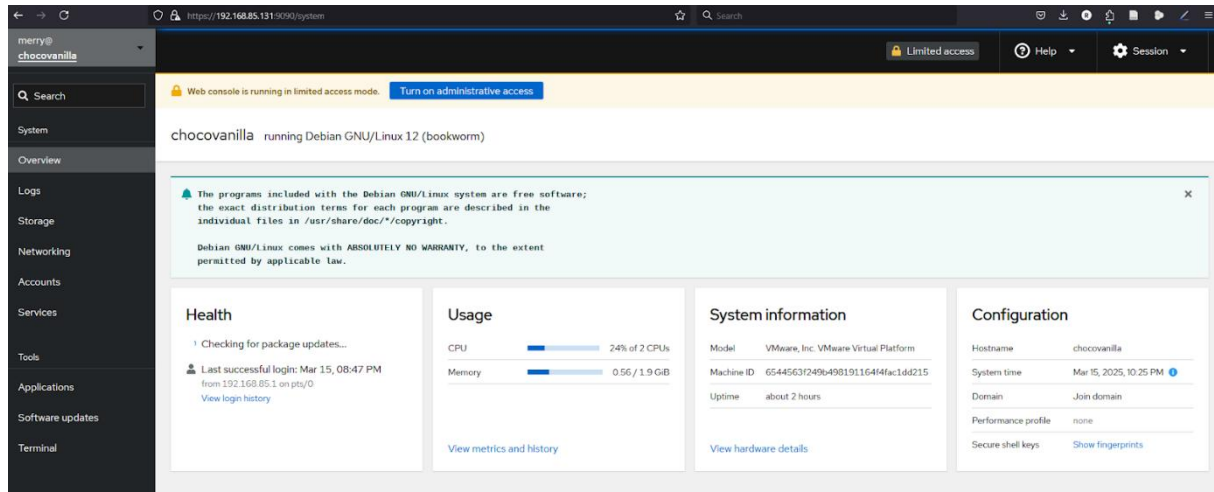 https://192.168.85.131:9090/system
Search
merry@
chocovanilla
Limited access
Help
Session
Search
Web console is running in limited access mode.
Turn on administrative access
System
chocovanilla running Debian GNU/Linux 12 (bookworm)
Overview
Logs
Storage
Networking
Accounts
Services
Tools
Applications
Software updates
Terminal
The programs included with the Debian GNU/Linux system are free software;
the exact distribution terms for each program are described in the
individual files in /usr/share/doc/*/copyright.
Debian GNU/Linux comes with ABSOLUTELY NO WARRANTY, to the extent
permitted by applicable law.
Health
Checking for package updates...
Last successful login: Mar 15, 08:47 PM
from 192.168.85.1 on pts/0
View login history
Usage
CPU 24% of 2 CPUs
Memory 0.56 / 1.9 GiB
View metrics and history
System information
Model VMware, Inc. VMware Virtual Platform
Machine ID 6544563f249b498191164f4fac1dd215
Uptime about 2 hours
View hardware details
Configuration
Hostname chocovanilla
System time Mar 15, 2025, 10:25 PM
Domain Join domain
Performance profile none
Secure shell keys Show fingerprints